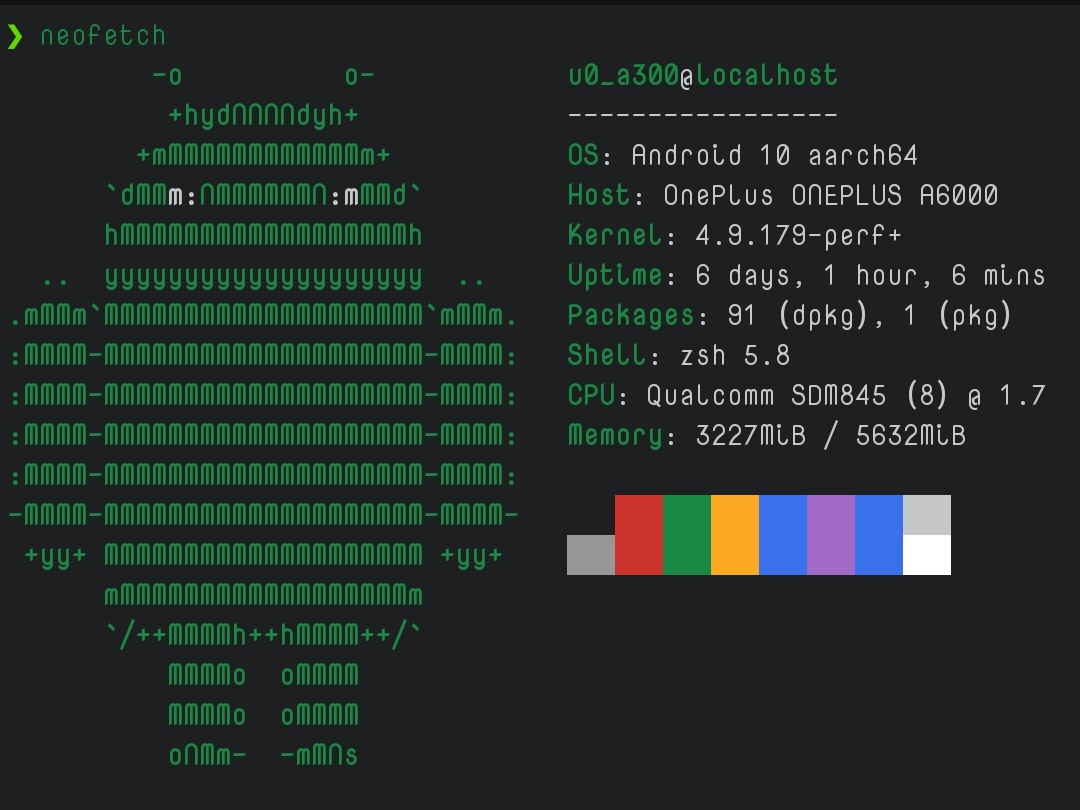 ❯ neofetch
-o          o-    u0_a300@localhost
+hydNNNNdyh+    -----------------
+mMMMMMMMMMMMMm+    OS: Android 10 aarch64
`dMMm:NMMMMMMN:mMMd`    Host: OnePlus ONEPLUS A6000
hMMMMMMMMMMMMMMMMMMh    Kernel: 4.9.179-perf+
..  yyyyyyyyyyyyyyyyyyyy  ..    Uptime: 6 days, 1 hour, 6 mins
.mMMm`MMMMMMMMMMMMMMMMMMMM`mMMm.    Packages: 91 (dpkg), 1 (pkg)
:MMMM-MMMMMMMMMMMMMMMMMMMM-MMMM:    Shell: zsh 5.8
:MMMM-MMMMMMMMMMMMMMMMMMMM-MMMM:    CPU: Qualcomm SDM845 (8) @ 1.7
:MMMM-MMMMMMMMMMMMMMMMMMMM-MMMM:    Memory: 3227MiB / 5632MiB
:MMMM-MMMMMMMMMMMMMMMMMMMM-MMMM:
-MMMM-MMMMMMMMMMMMMMMMMMMM-MMMM-
+yy+ MMMMMMMMMMMMMMMMMMMM +yy+
mMMMMMMMMMMMMMMMMMMm
`/++MMMMh++hMMMM++/`
MMMMo  oMMMM
MMMMo  oMMMM
oNMm-  -mMNs